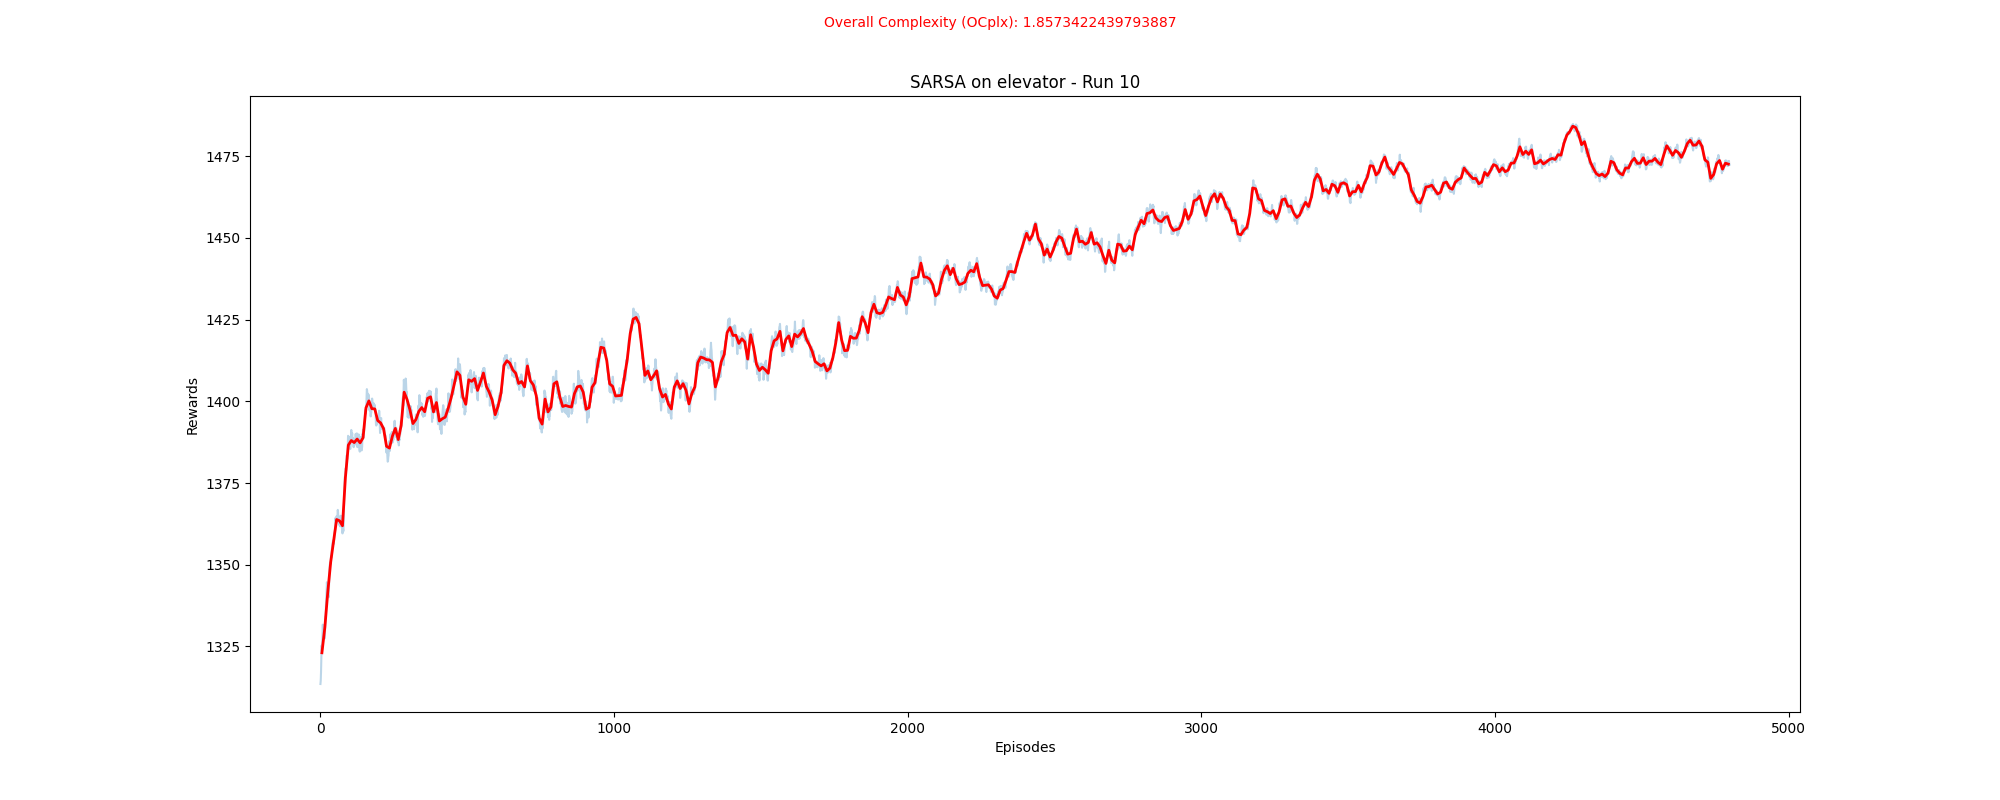 Overall Complexity (OCplx): 1.8573422439793887
SARSA on elevator - Run 10
1475
1450
1425
1400
1375
1350
1325
Rewards
0 1000 2000 3000 4000 5000
Episodes